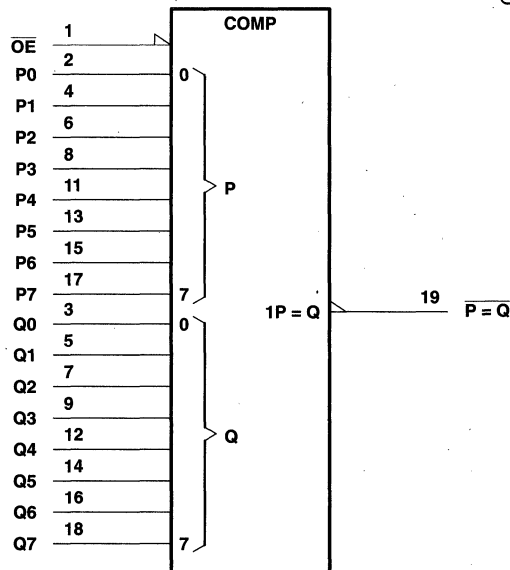 COMP
OE 1
P0 2 0
P1 4
P2 6
P3 8
P4 11
P5 13
P6 15
P7 17 7
P
Q0 3 0
Q1 5
Q2 7
Q3 9
Q4 12
Q5 14
Q6 16
Q7 18 7
Q
1P = Q 19 P = Q